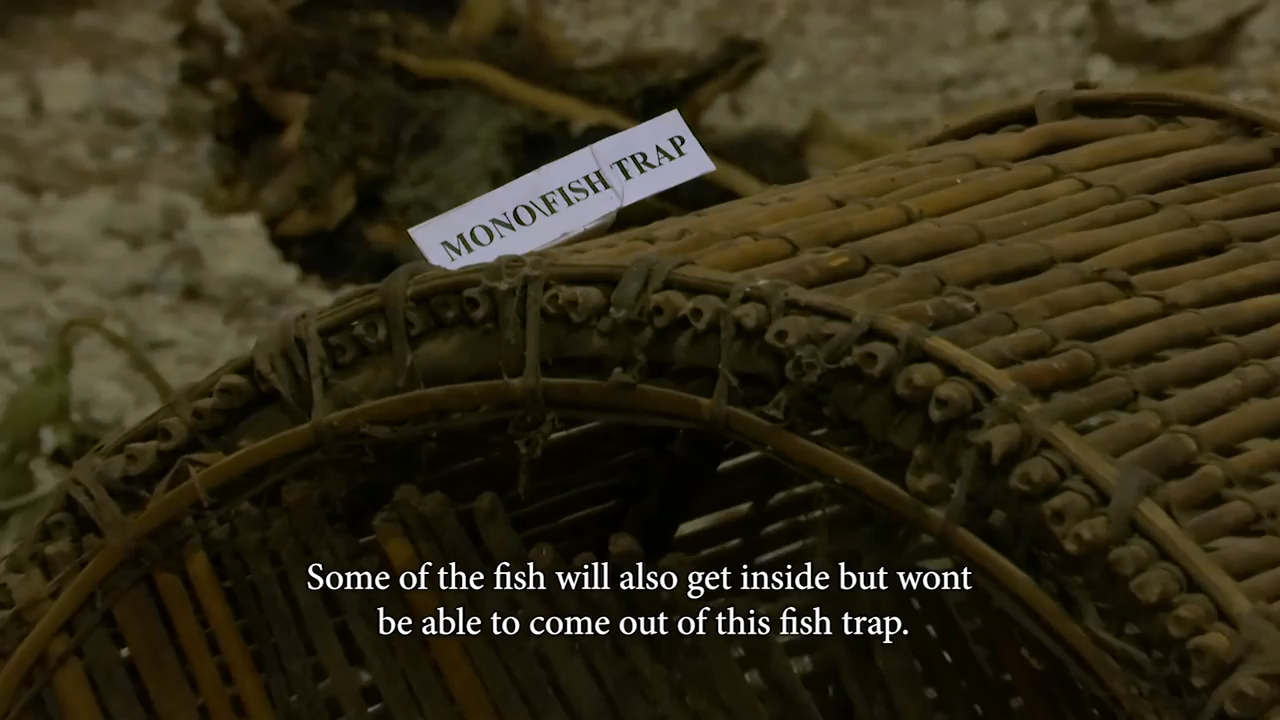 MONO\FISH TRAP
Some of the fish will also get inside but wont
be able to come out of this fish trap.